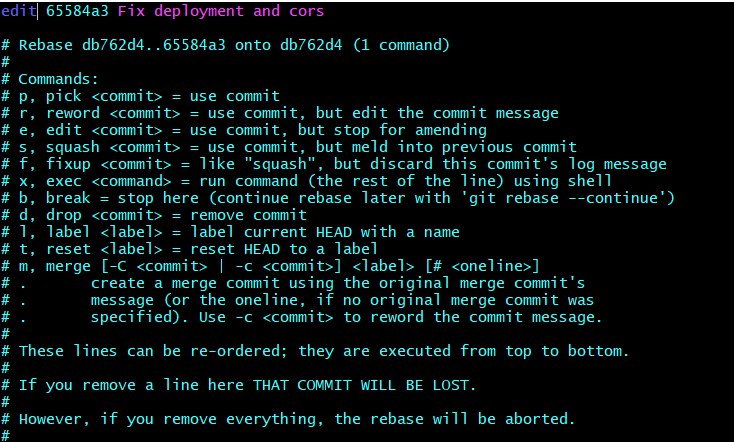 edit 65584a3 Fix deployment and cors
# Rebase db762d4..65584a3 onto db762d4 (1 command)
#
# Commands:
# p, pick <commit> = use commit
# r, reword <commit> = use commit, but edit the commit message
# e, edit <commit> = use commit, but stop for amending
# s, squash <commit> = use commit, but meld into previous commit
# f, fixup <commit> = like "squash", but discard this commit's log message
# x, exec <command> = run command (the rest of the line) using shell
# b, break = stop here (continue rebase later with 'git rebase --continue')
# d, drop <commit> = remove commit
# l, label <label> = label current HEAD with a name
# t, reset <label> = reset HEAD to a label
# m, merge [-C <commit> | -c <commit>] <label> [# <oneline>]
# .       create a merge commit using the original merge commit's
# .       message (or the oneline, if no original merge commit was
# .       specified). Use -c <commit> to reword the commit message.
#
# These lines can be re-ordered; they are executed from top to bottom.
#
# If you remove a line here THAT COMMIT WILL BE LOST.
#
# However, if you remove everything, the rebase will be aborted.
#